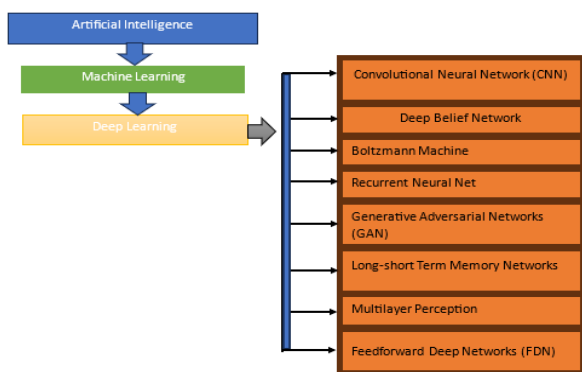 Artificial Intelligence
Machine Learning
Deep Learning
Convolutional Neural Network (CNN)
Deep Belief Network
Boltzmann Machine
Recurrent Neural Net
Generative Adversarial Networks
(GAN)
Long-short Term Memory Networks
Multilayer Perception
Feedforward Deep Networks (FDN)